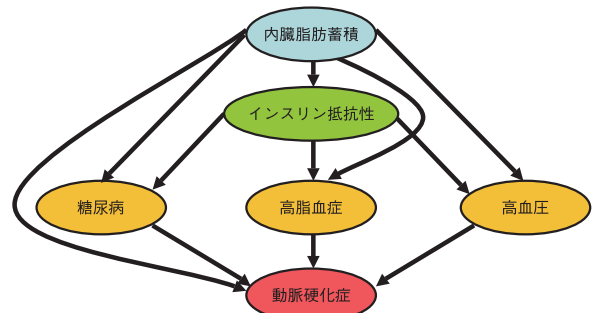 内臓脂肪蓄積
インスリン抵抗性
糖尿病
高脂血症
高血圧
動脈硬化症